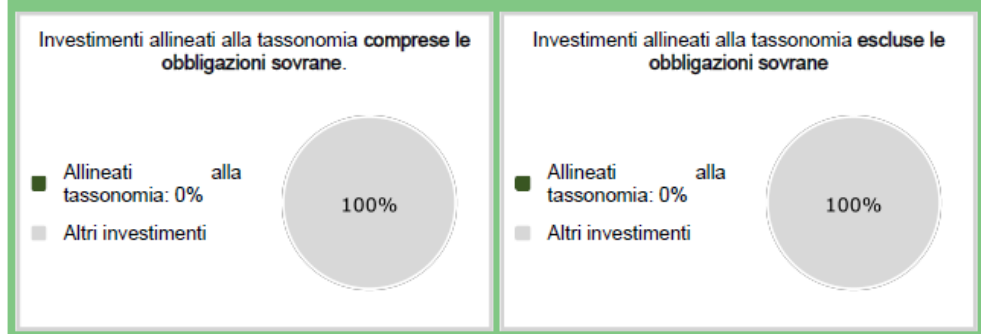 Investimenti allineati alla tassonomia comprese le
obbligazioni sovrane.
Allineati alla
tassonomia: 0%
Altri investimenti
100%
Investimenti allineati alla tassonomia escluse le
obbligazioni sovrane
Allineati alla
tassonomia: 0%
Altri investimenti
100%